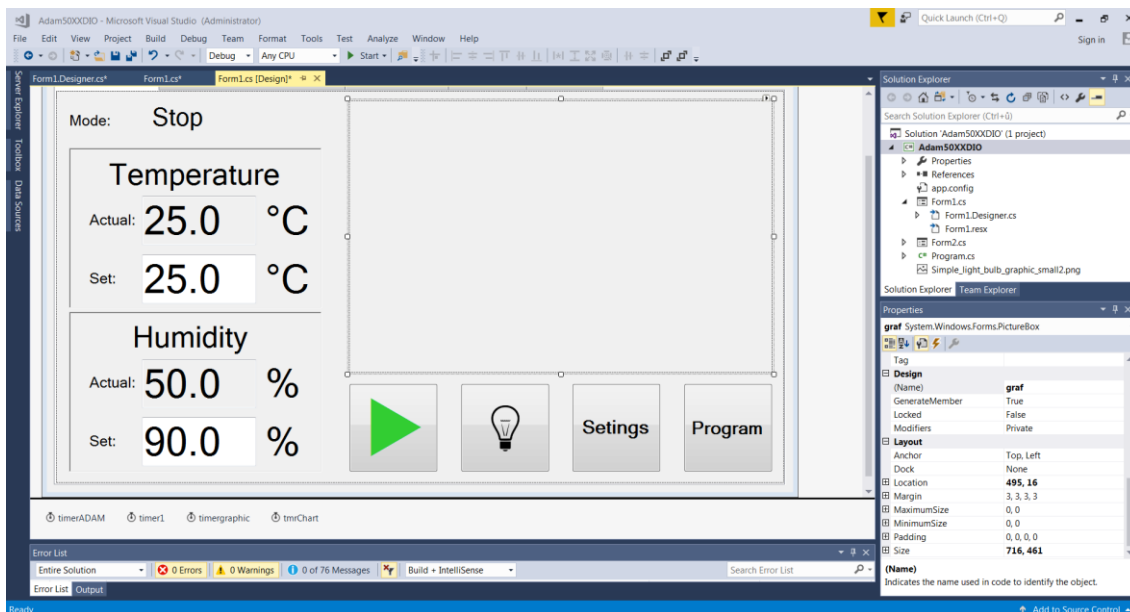 Adam50XXDIO - Microsoft Visual Studio (Administrator)
Quick Launch (Ctrl+Q)
File Edit View Project Build Debug Team Format Tools Test Analyze Window Help
Sign in
Debug Any CPU Start
Server Explorer
Toolbox
Data Sources
Form1.Designer.cs* Form1.cs* Form1.cs [Design]*
Mode: Stop
Temperature
Actual: 25.0 °C
Set: 25.0 °C
Humidity
Actual: 50.0 %
Set: 90.0 %
Setings
Program
timerADAM timer1 timergraphic tmrChart
Error List
Entire Solution 0 Errors 0 Warnings 0 of 76 Messages Build + IntelliSense Search Error List
Error List Output
Solution Explorer
Search Solution Explorer (Ctrl+ů)
Solution 'Adam50XXDIO' (1 project)
C# Adam50XXDIO
Properties
References
app.config
Form1.cs
Form1.Designer.cs
Form1.resx
Form2.cs
C# Program.cs
Simple_light_bulb_graphic_small2.png
Solution Explorer Team Explorer
Properties
graf System.Windows.Forms.PictureBox
Tag
Design
(Name) graf
GenerateMember True
Locked False
Modifiers Private
Layout
Anchor Top, Left
Dock None
Location 495, 16
Margin 3, 3, 3, 3
MaximumSize 0, 0
MinimumSize 0, 0
Padding 0, 0, 0, 0
Size 716, 461
(Name)
Indicates the name used in code to identify the object.
Ready
Add to Source Control